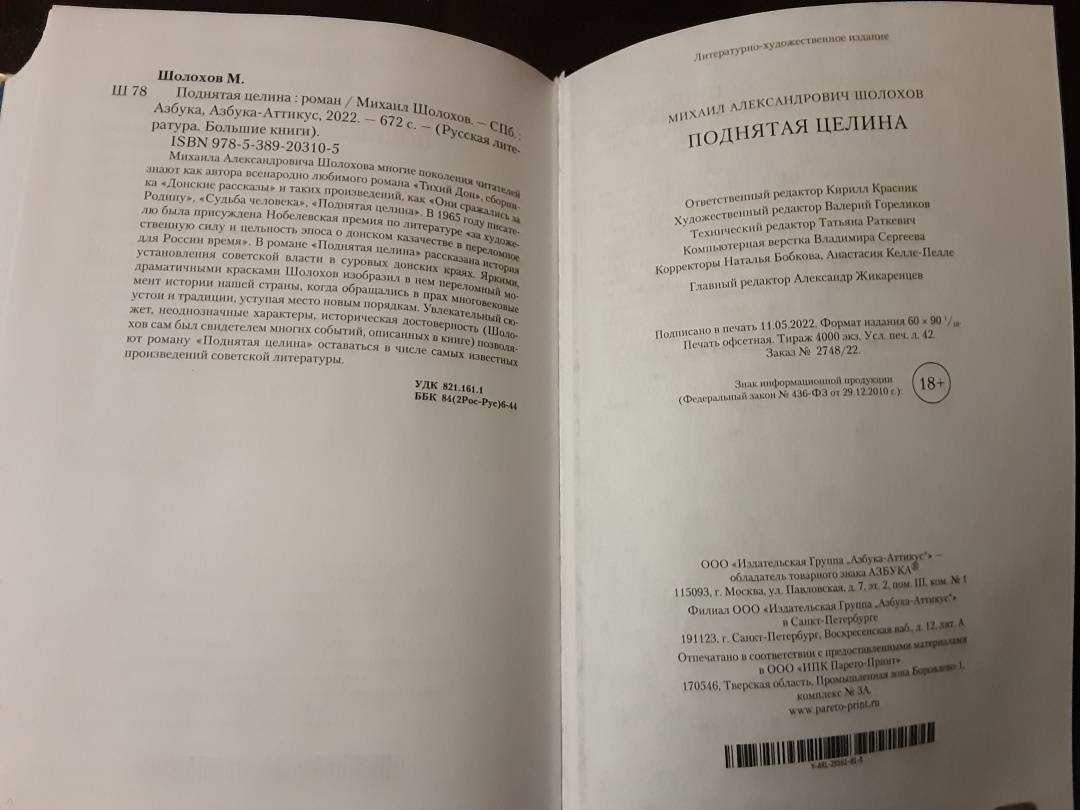 Шолохов М.
Ш 78 Поднятая целина : роман / Михаил Шолохов. — СПб. :
Азбука, Азбука-Аттикус, 2022. — 672 с. — (Русская лите-
ратура. Большие книги).
ISBN 978-5-389-20310-5
Михаила Александровича Шолохова многие поколения читателей
знают как автора всенародно любимого романа «Тихий Дон», сборни-
ка «Донские рассказы» и таких произведений, как «Они сражались за
Родину», «Судьба человека», «Поднятая целина». В 1965 году писате-
лю была присуждена Нобелевская премия по литературе «за художе-
ственную силу и цельность эпоса о донском казачестве в переломное
для России время». В романе «Поднятая целина» рассказана история
установления советской власти в суровых донских краях. Яркими,
драматичными красками Шолохов изобразил в нем переломный мо-
мент истории нашей страны, когда обращались в прах многовековые
устои и традиции, уступая место новым порядкам. Увлекательный сю-
жет, неоднозначные характеры, историческая достоверность (Шоло-
хов сам был свидетелем многих событий, описанных в книге) позволя-
ют роману «Поднятая целина» оставаться в числе самых известных
произведений советской литературы.
УДК 821.161.1
ББК 84(2Рос-Рус)6-44
Литературно-художественное издание
МИХАИЛ АЛЕКСАНДРОВИЧ ШОЛОХОВ
ПОДНЯТАЯ ЦЕЛИНА
Ответственный редактор Кирилл Красник
Художественный редактор Валерий Гореликов
Технический редактор Татьяна Раткевич
Компьютерная верстка Владимира Сергеева
Корректоры Наталья Бобкова, Анастасия Келле-Пелле
Главный редактор Александр Жикаренцев
Подписано в печать 11.05.2022. Формат издания 60 × 90 1/16.
Печать офсетная. Тираж 4000 экз. Усл. печ. л. 42.
Заказ № 2748/22.
Знак информационной продукции
(Федеральный закон № 436-ФЗ от 29.12.2010 г.):
18+
ООО «Издательская Группа „Азбука-Аттикус“» —
обладатель товарного знака АЗБУКА®
115093, г. Москва, ул. Павловская, д. 7, эт. 2, пом. III, ком. № 1
Филиал ООО «Издательская Группа „Азбука-Аттикус“»
в Санкт-Петербурге
191123, г. Санкт-Петербург, Воскресенская наб., д. 12, лит. А
Отпечатано в соответствии с предоставленными материалами
в ООО «ИПК Парето-Принт».
170546, Тверская область, Промышленная зона Боровлево-1,
комплекс № 3А.
www.pareto-print.ru